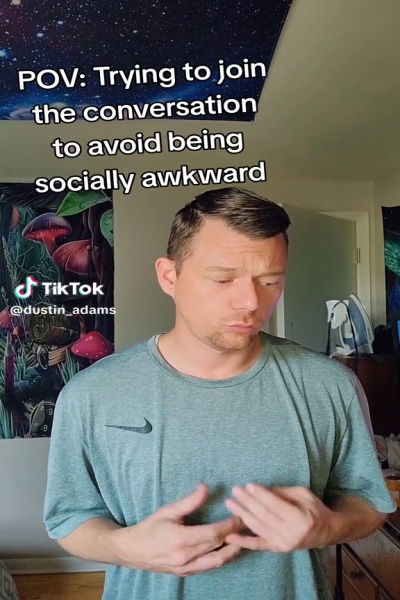 POV: Trying to join
the conversation
to avoid being
socially awkward
TikTok
@dustin_adams